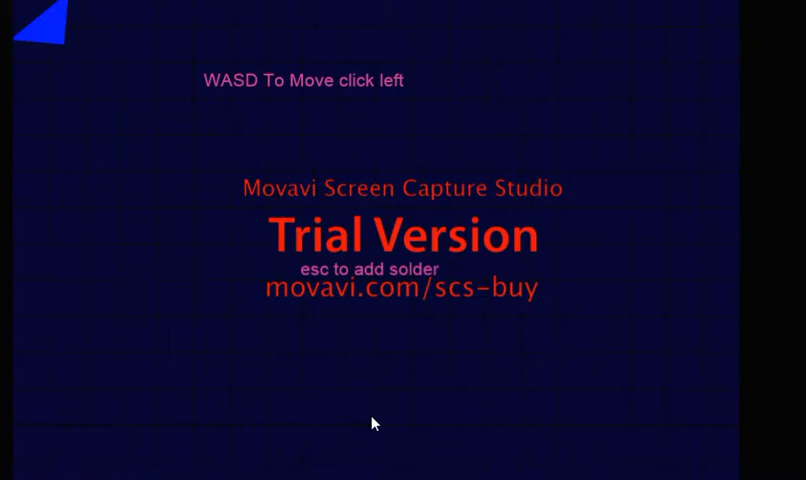 WASD To Move click left
Movavi Screen Capture Studio
Trial Version
esc to add solder
movavi.com/scs-buy